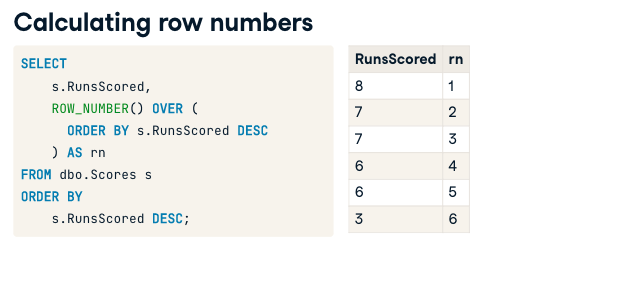 Calculating row numbers
SELECT
s.RunsScored,
ROW_NUMBER() OVER (
ORDER BY s.RunsScored DESC
) AS rn
FROM dbo.Scores s
ORDER BY
s.RunsScored DESC;
RunsScored rn
8 1
7 2
7 3
6 4
6 5
3 6